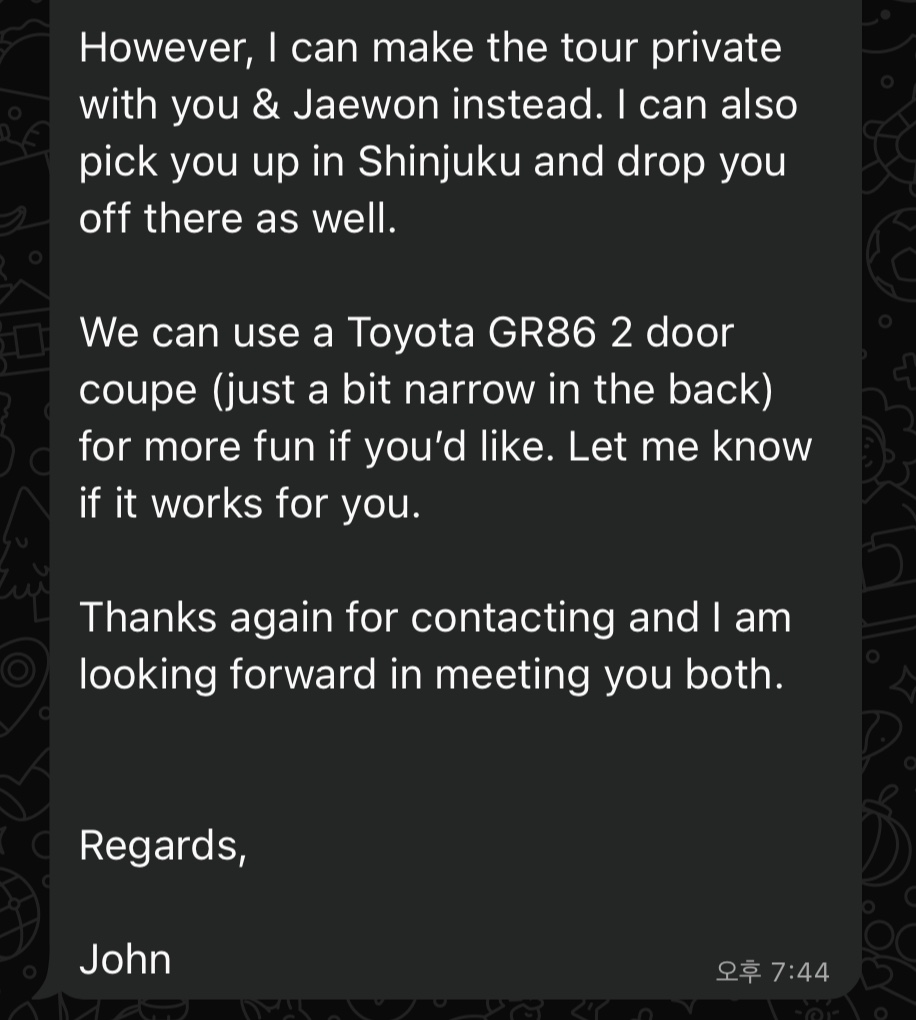 However, I can make the tour private
with you & Jaewon instead. I can also
pick you up in Shinjuku and drop you
off there as well.
We can use a Toyota GR86 2 door
coupe (just a bit narrow in the back)
for more fun if you’d like. Let me know
if it works for you.
Thanks again for contacting and I am
looking forward in meeting you both.
Regards,
John
오후 7:44